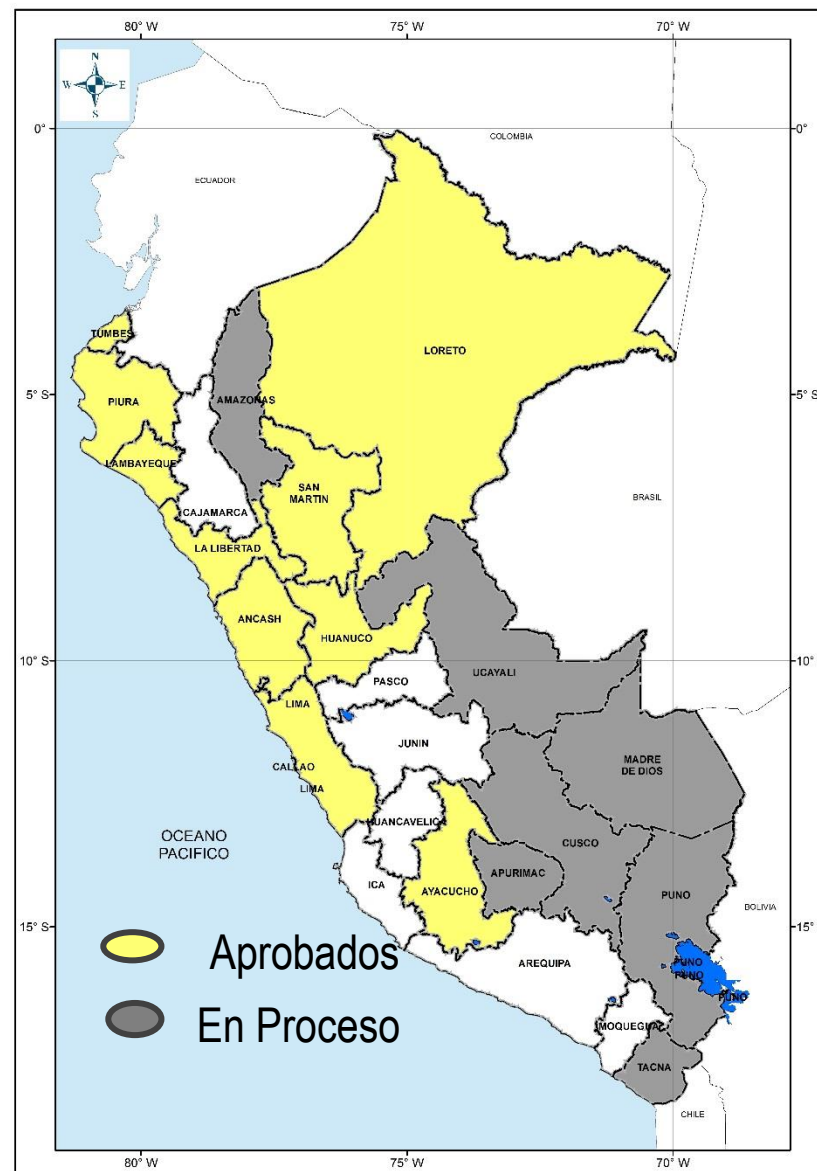 80° W
75° W
70° W
N
W
E
S
0°
0°
COLOMBIA
ECUADOR
TUMBES
LORETO
PIURA
5° S
AMAZONAS
5° S
LAMBAYEQUE
SAN
MARTIN
BRASIL
CAJAMARCA
LA LIBERTAD
ANCASH
HUANUCO
10° S
10° S
UCAYALI
PASCO
LIMA
JUNIN
MADRE
DE DIOS
CALLAO
LIMA
HUANCAVELICA
OCEANO
PACIFICO
CUSCO
APURIMAC
ICA
AYACUCHO
PUNO
BOLIVIA
15° S
15° S
Aprobados
AREQUIPA
PUNO
PUNO
PUNO
En Proceso
MOQUEGUA
TACNA
CHILE
80° W
75° W
70° W